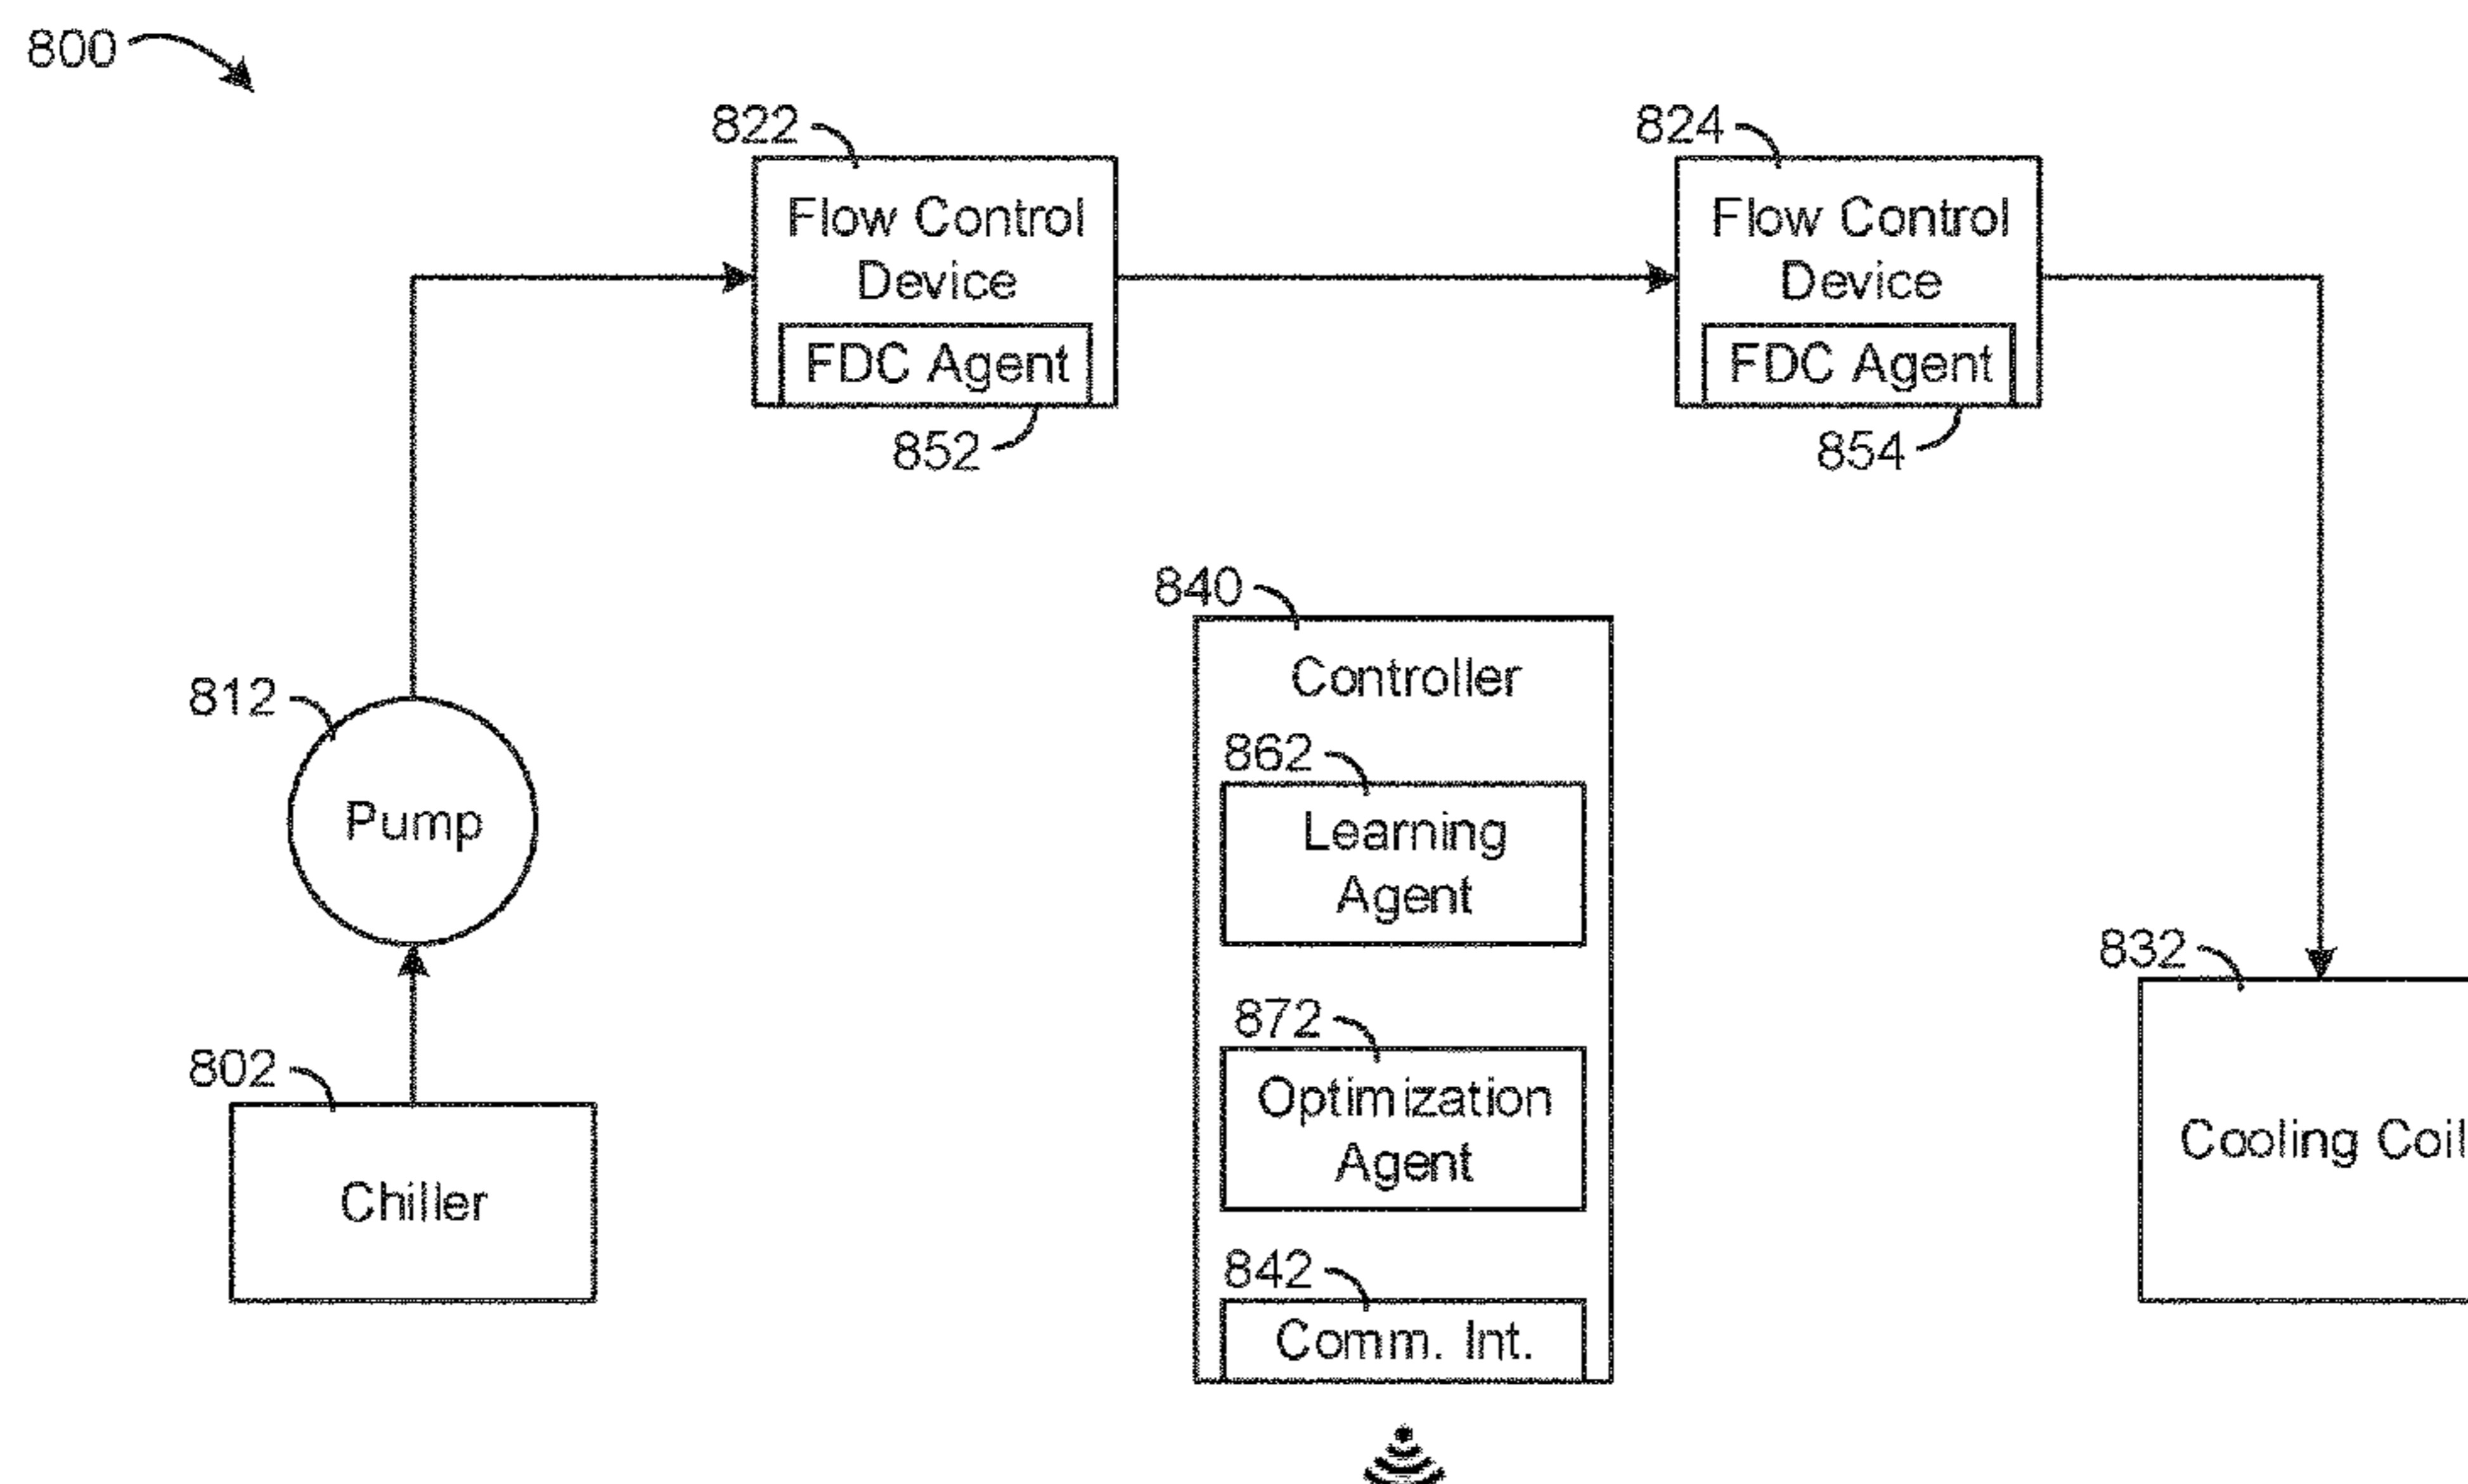 800
822
824
Flow Control
Device
FDC Agent
852
Flow Control
Device
FDC Agent
854
840
Controller
812
Pump
862
Learning
Agent
832
Cooling Coil
872
Optimization
Agent
802
Chiller
842
Comm. Int.